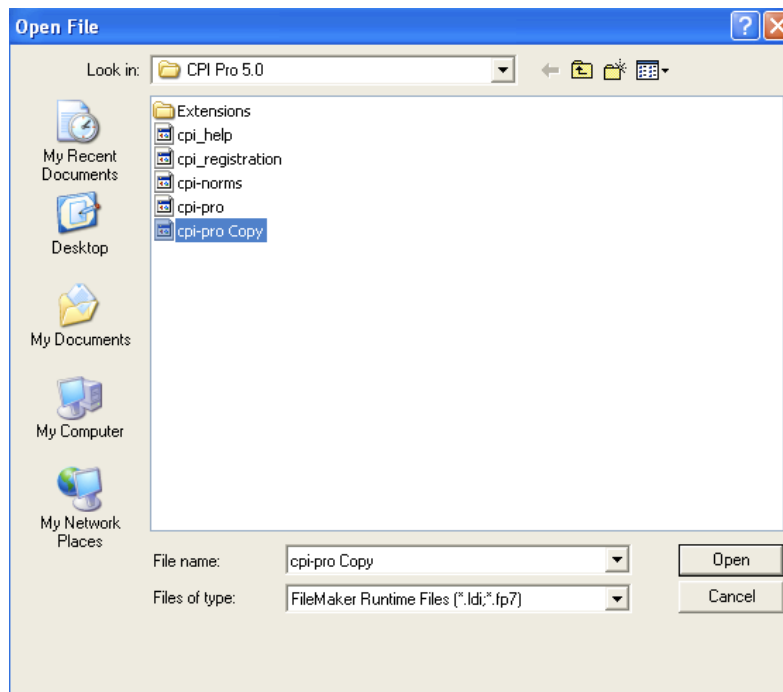 Open File
Look in: CPI Pro 5.0
Extensions
cpi_help
cpi_registration
cpi-norms
cpi-pro
cpi-pro Copy
My Recent
Documents
Desktop
My Documents
My Computer
My Network
Places
File name: cpi-pro Copy Open
Files of type: FileMaker Runtime Files (*.ldi;*.fp7) Cancel